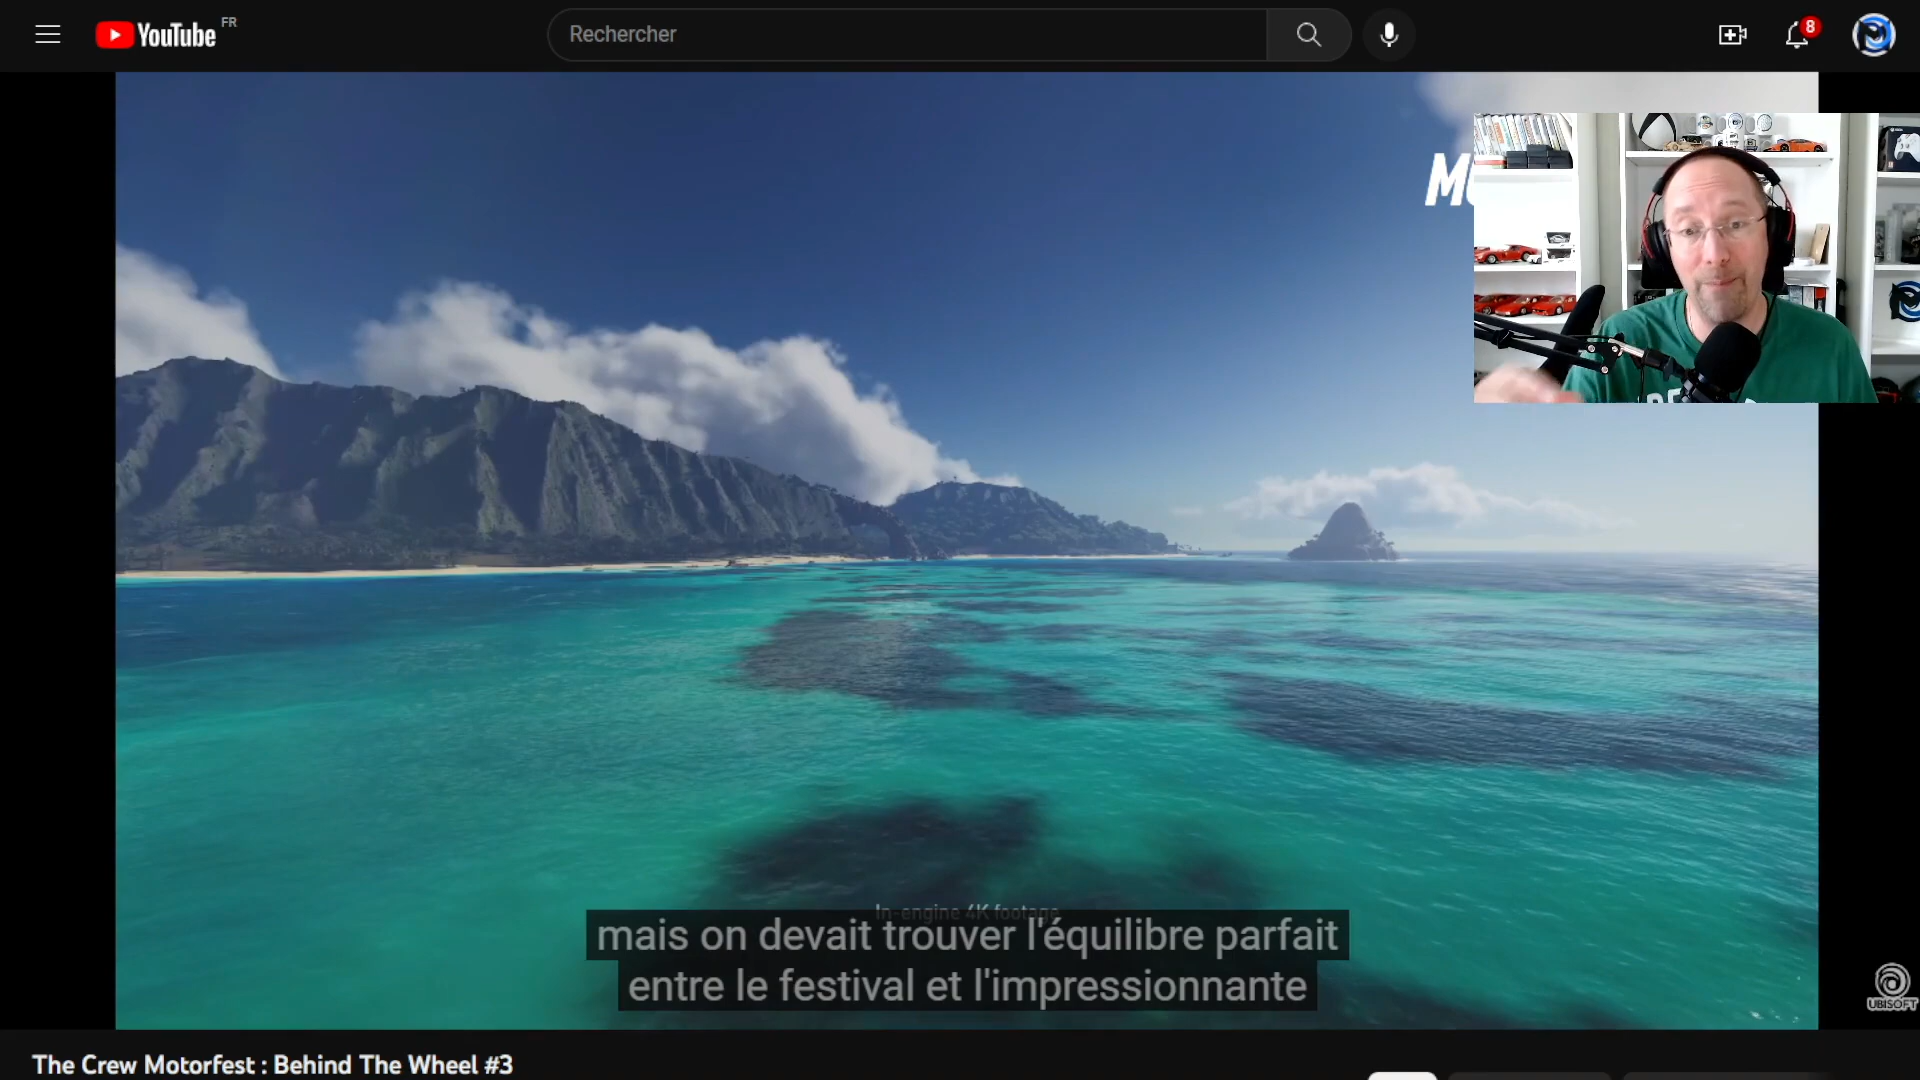 YouTube FR
Rechercher
8
In-engine 4K footage
mais on devait trouver l'équilibre parfait
entre le festival et l'impressionnante
UBISOFT
The Crew Motorfest : Behind The Wheel #3